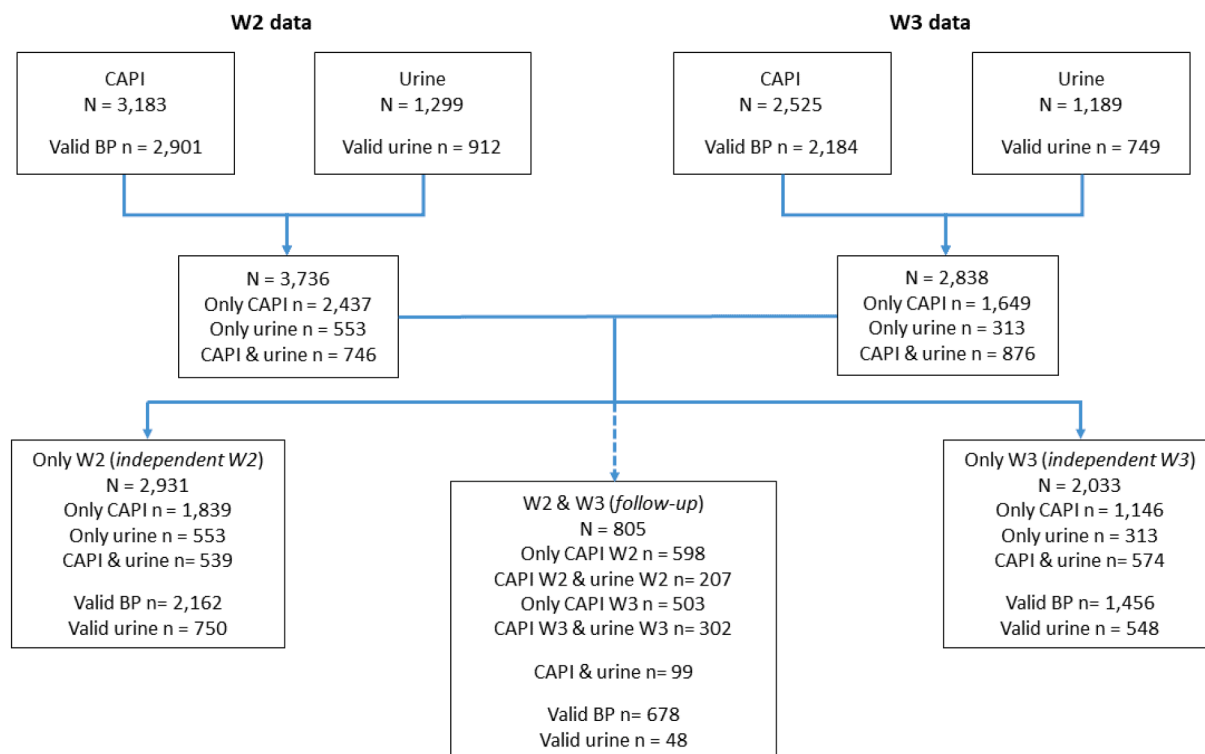 W2 data
W3 data
CAPI
N = 3,183
Valid BP n = 2,901
Urine
N = 1,299
Valid urine n = 912
CAPI
N = 2,525
Valid BP n = 2,184
Urine
N = 1,189
Valid urine n = 749
N = 3,736
Only CAPI n = 2,437
Only urine n = 553
CAPI & urine n = 746
N = 2,838
Only CAPI n = 1,649
Only urine n = 313
CAPI & urine n = 876
Only W2 (independent W2)
N = 2,931
Only CAPI n = 1,839
Only urine n = 553
CAPI & urine n= 539
Valid BP n= 2,162
Valid urine n = 750
W2 & W3 (follow-up)
N = 805
Only CAPI W2 n = 598
CAPI W2 & urine W2 n= 207
Only CAPI W3 n = 503
CAPI W3 & urine W3 n= 302
CAPI & urine n= 99
Valid BP n= 678
Valid urine n = 48
Only W3 (independent W3)
N = 2,033
Only CAPI n = 1,146
Only urine n = 313
CAPI & urine n= 574
Valid BP n= 1,456
Valid urine n = 548